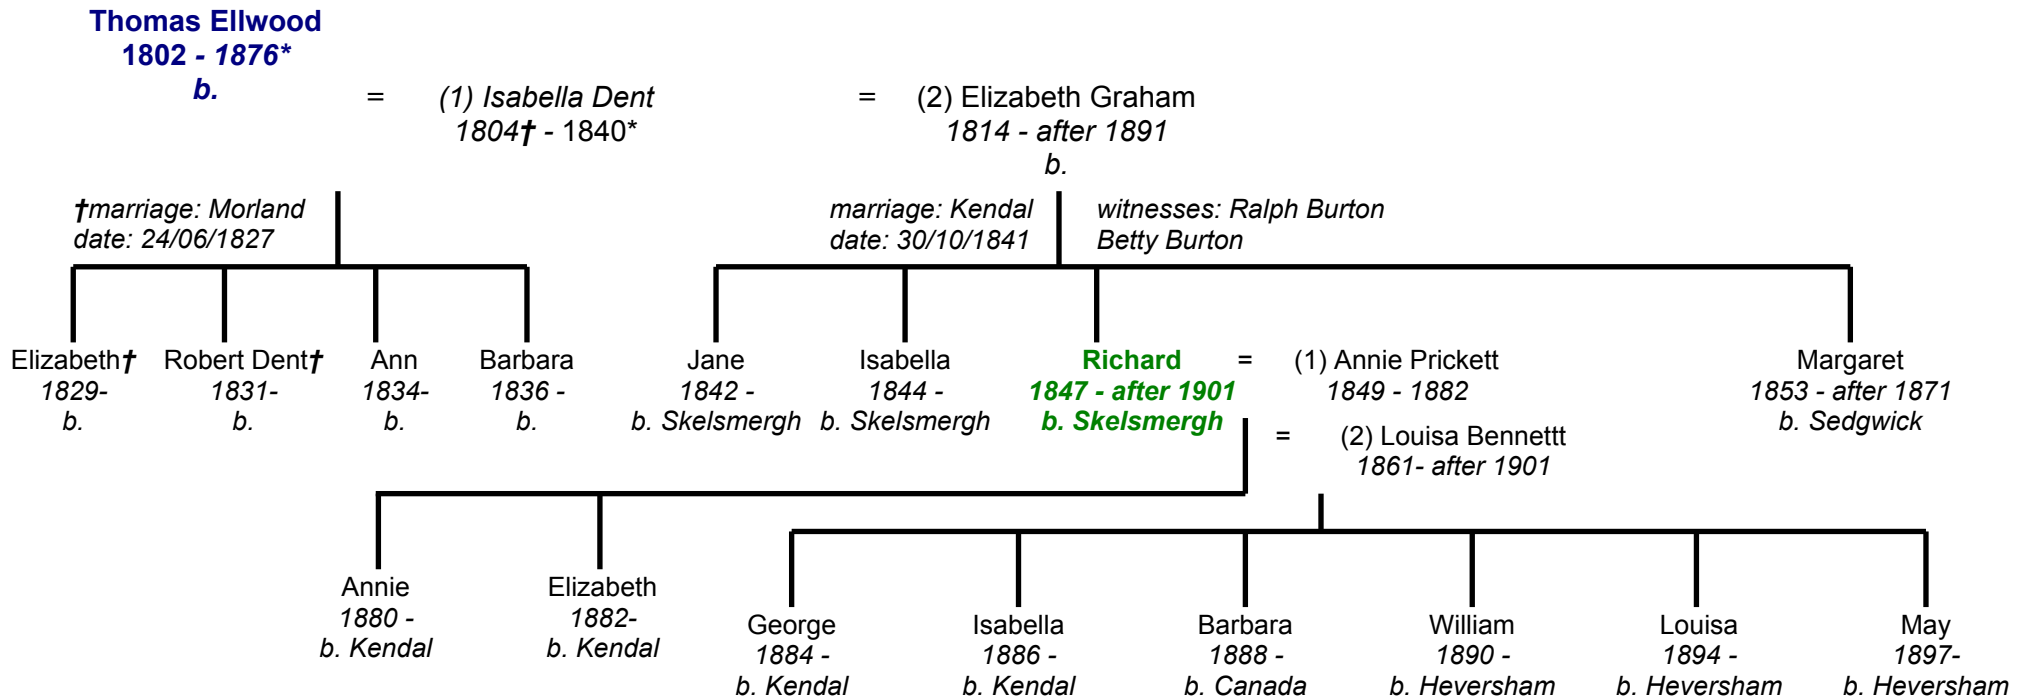 Thomas Ellwood
1802 - 1876*
b.
= (1) Isabella Dent = (2) Elizabeth Graham
1804† - 1840* 1814 - after 1891
b.
†marriage: Morland marriage: Kendal witnesses: Ralph Burton
date: 24/06/1827 date: 30/10/1841 Betty Burton
Elizabeth† Robert Dent† Ann Barbara Jane Isabella Richard = (1) Annie Prickett Margaret
1829- 1831- 1834- 1836 - 1842 - 1844 - 1847 - after 1901 1849 - 1882 1853 - after 1871
b. b. b. b. b. Skelsmergh b. Skelsmergh b. Skelsmergh b. Sedgwick
= (2) Louisa Bennettt
1861- after 1901
Annie Elizabeth
1880 - 1882-
b. Kendal b. Kendal
George Isabella Barbara William Louisa May
1884 - 1886 - 1888 - 1890 - 1894 - 1897-
b. Kendal b. Kendal b. Canada b. Heversham b. Heversham b. Heversham